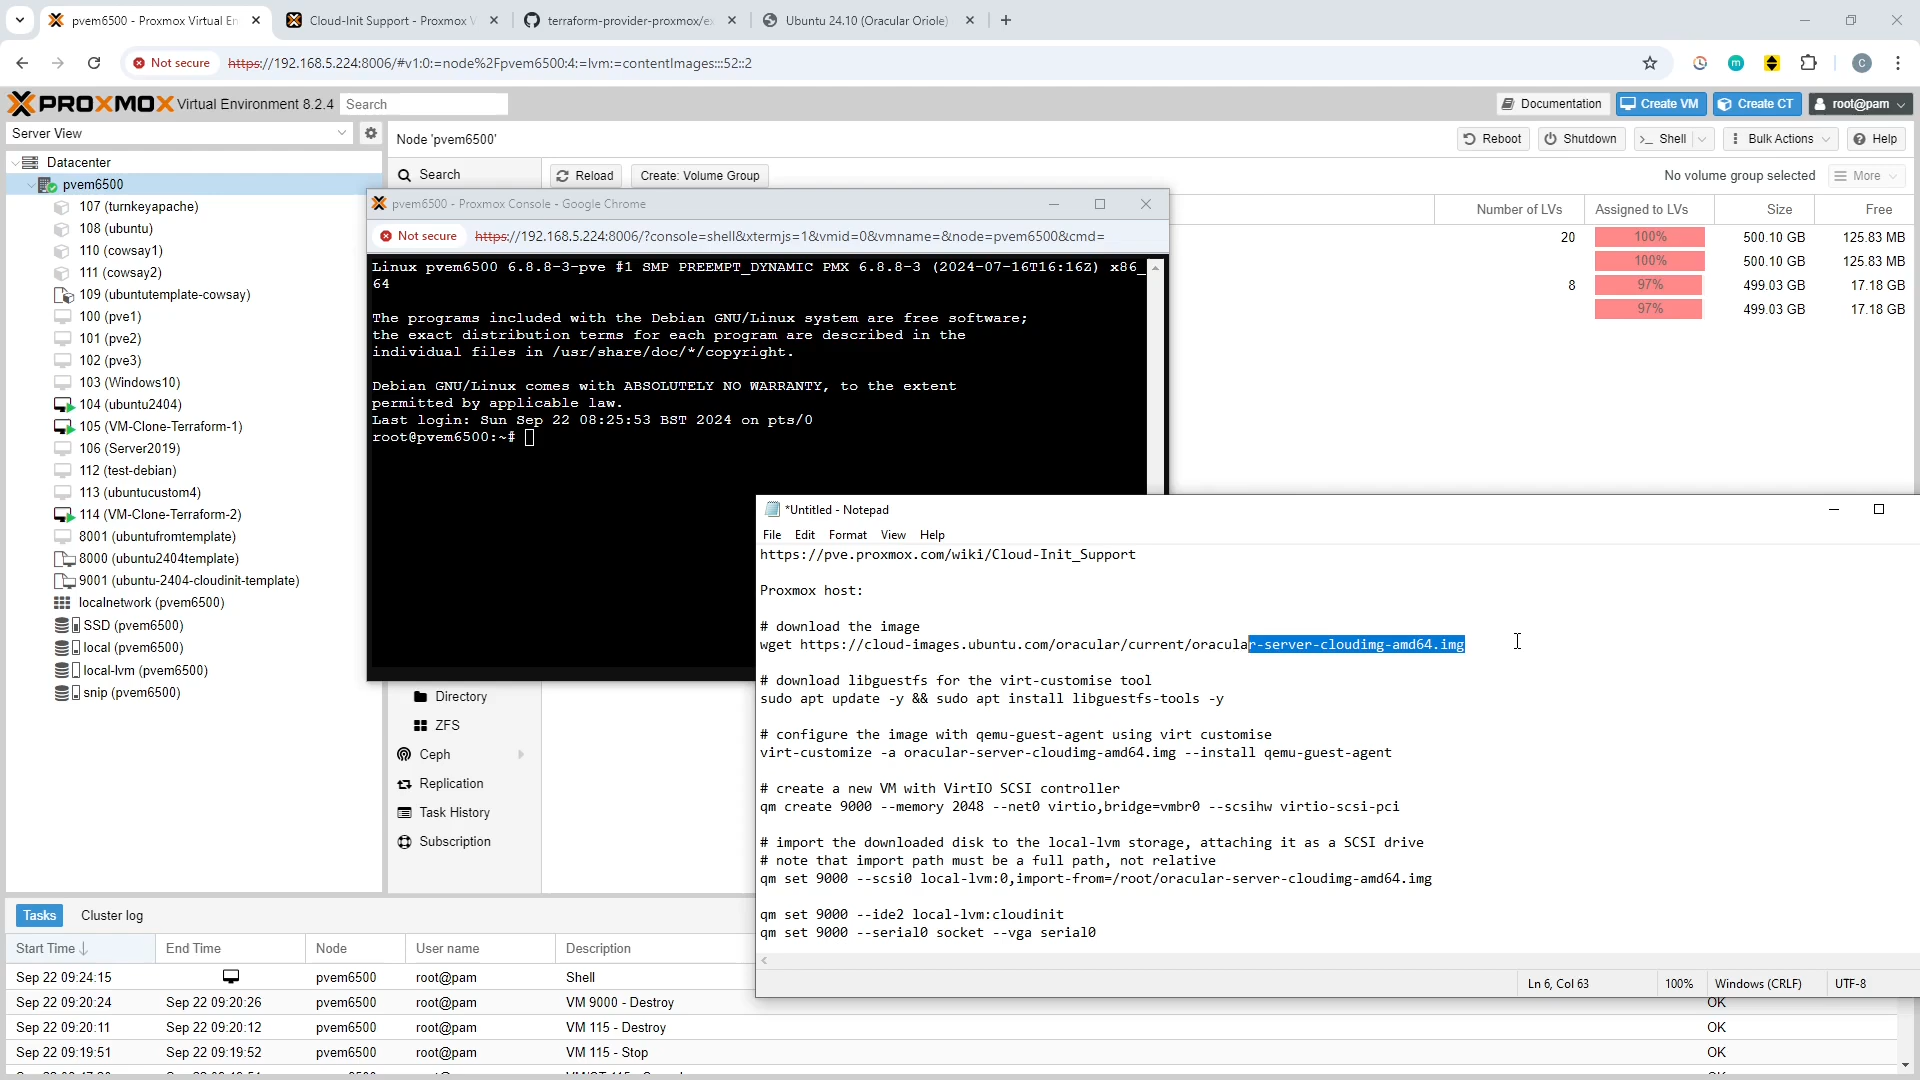 pvem6500 - Proxmox Virtual En
Cloud-Init Support - Proxmox V
terraform-provider-proxmox/ex
Ubuntu 24.10 (Oracular Oriole)
Not secure
https://192.168.5.224:8006/#v1:0:=node%2Fpvem6500:4:=lvm:=contentImages:::52::2
C
PROXMOX Virtual Environment 8.2.4
Search
Documentation
Create VM
Create CT
root@pam
Server View
Node 'pvem6500'
Reboot
Shutdown
Shell
Bulk Actions
Help
Datacenter
pvem6500
107 (turnkeyapache)
108 (ubuntu)
110 (cowsay1)
111 (cowsay2)
109 (ubuntutemplate-cowsay)
100 (pve1)
101 (pve2)
102 (pve3)
103 (Windows10)
104 (ubuntu2404)
105 (VM-Clone-Terraform-1)
106 (Server2019)
112 (test-debian)
113 (ubuntucustom4)
114 (VM-Clone-Terraform-2)
8001 (ubuntufromtemplate)
8000 (ubuntu2404template)
9001 (ubuntu-2404-cloudinit-template)
localnetwork (pvem6500)
SSD (pvem6500)
local (pvem6500)
local-lvm (pvem6500)
snip (pvem6500)
Search
Reload
Create: Volume Group
No volume group selected
More
Number of LVs
Assigned to LVs
Size
Free
20
100%
500.10 GB
125.83 MB
100%
500.10 GB
125.83 MB
8
97%
499.03 GB
17.18 GB
97%
499.03 GB
17.18 GB
pvem6500 - Proxmox Console - Google Chrome
Not secure
https://192.168.5.224:8006/?console=shell&xtermjs=1&vmid=0&vmname=&node=pvem6500&cmd=
Linux pvem6500 6.8.8-3-pve #1 SMP PREEMPT_DYNAMIC PMX 6.8.8-3 (2024-07-16T16:16Z) x86_
64
The programs included with the Debian GNU/Linux system are free software;
the exact distribution terms for each program are described in the
individual files in /usr/share/doc/*/copyright.
Debian GNU/Linux comes with ABSOLUTELY NO WARRANTY, to the extent
permitted by applicable law.
Last login: Sun Sep 22 08:25:53 BST 2024 on pts/0
root@pvem6500:~#
Directory
ZFS
Ceph
Replication
Task History
Subscription
*Untitled - Notepad
File
Edit
Format
View
Help
https://pve.proxmox.com/wiki/Cloud-Init_Support
Proxmox host:
# download the image
wget https://cloud-images.ubuntu.com/oracular/current/oracular-server-cloudimg-amd64.img
# download libguestfs for the virt-customise tool
sudo apt update -y && sudo apt install libguestfs-tools -y
# configure the image with qemu-guest-agent using virt customise
virt-customize -a oracular-server-cloudimg-amd64.img --install qemu-guest-agent
# create a new VM with VirtIO SCSI controller
qm create 9000 --memory 2048 --net0 virtio,bridge=vmbr0 --scsihw virtio-scsi-pci
# import the downloaded disk to the local-lvm storage, attaching it as a SCSI drive
# note that import path must be a full path, not relative
qm set 9000 --scsi0 local-lvm:0,import-from=/root/oracular-server-cloudimg-amd64.img
qm set 9000 --ide2 local-lvm:cloudinit
qm set 9000 --serial0 socket --vga serial0
Ln 6, Col 63
100%
Windows (CRLF)
UTF-8
Tasks
Cluster log
Start Time
End Time
Node
User name
Description
Sep 22 09:24:15
pvem6500
root@pam
Shell
Sep 22 09:20:24
Sep 22 09:20:26
pvem6500
root@pam
VM 9000 - Destroy
OK
Sep 22 09:20:11
Sep 22 09:20:12
pvem6500
root@pam
VM 115 - Destroy
OK
Sep 22 09:19:51
Sep 22 09:19:52
pvem6500
root@pam
VM 115 - Stop
OK